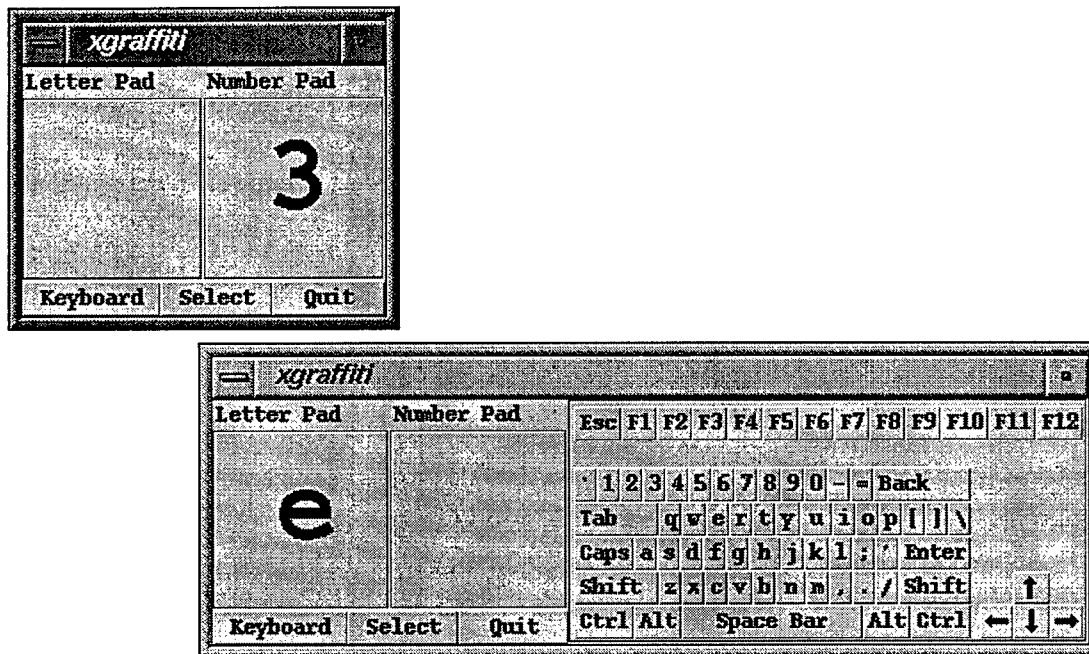 xgraffiti
Letter Pad Number Pad
3
Keyboard Select Quit
xgraffiti
Letter Pad Number Pad
e
Keyboard Select Quit
Esc F1 F2 F3 F4 F5 F6 F7 F8 F9 F10 F11 F12
` 1 2 3 4 5 6 7 8 9 0 - = Back
Tab q w e r t y u i o p [ ] \
Caps a s d f g h j k l ; ' Enter
Shift z x c v b n m , . / Shift ↑
Ctrl Alt Space Bar Alt Ctrl ← ↓ →